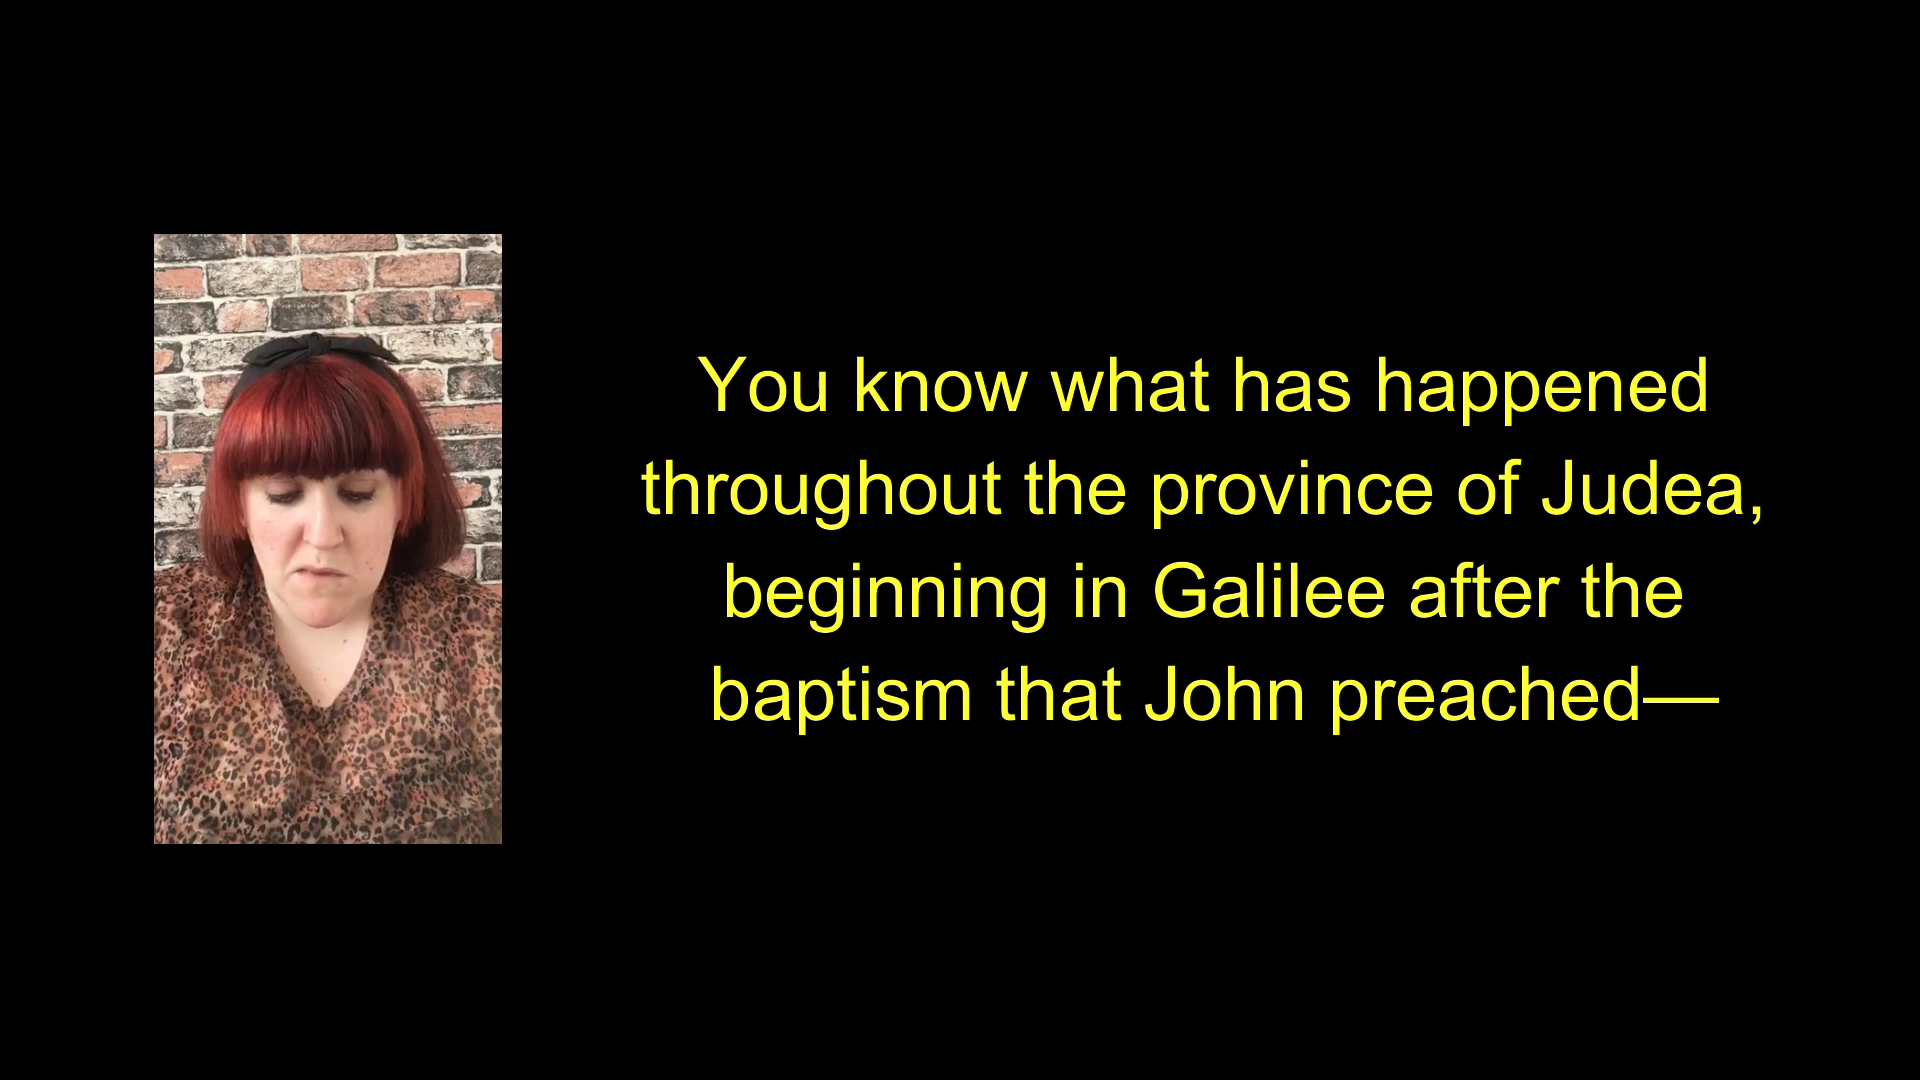 You know what has happened
throughout the province of Judea,
beginning in Galilee after the
baptism that John preached—